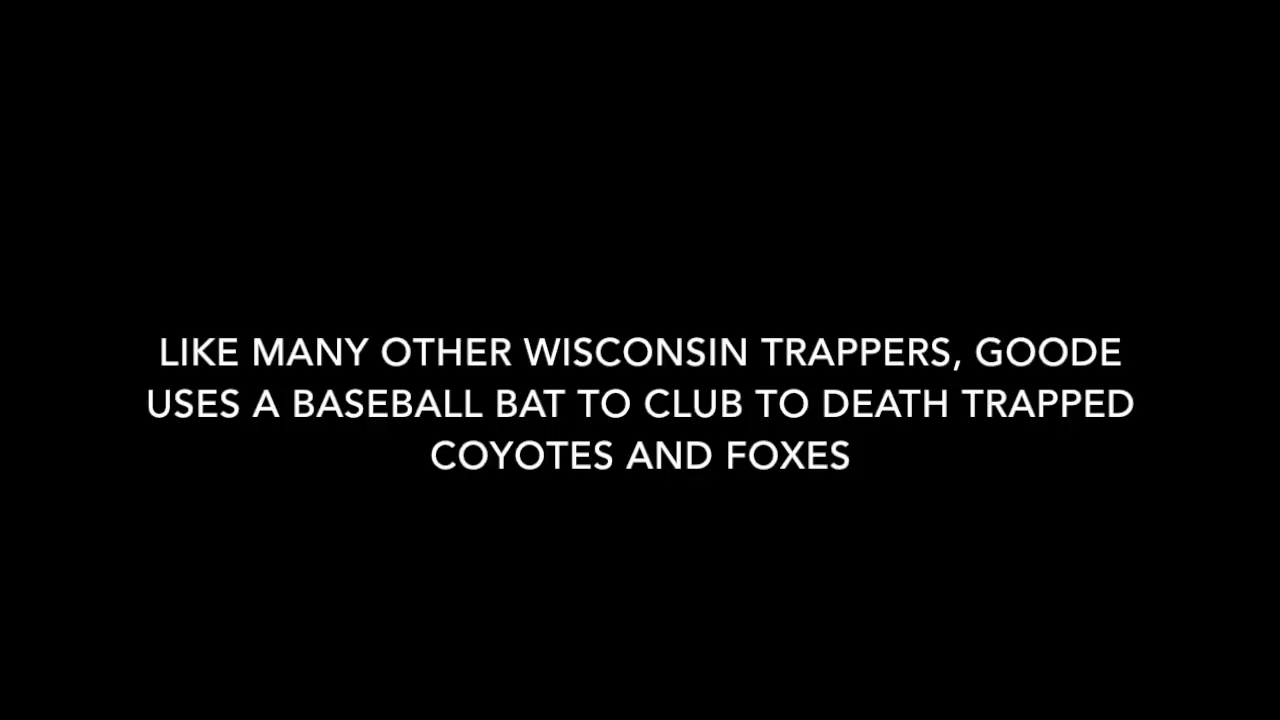 LIKE MANY OTHER WISCONSIN TRAPPERS, GOODE
USES A BASEBALL BAT TO CLUB TO DEATH TRAPPED
COYOTES AND FOXES